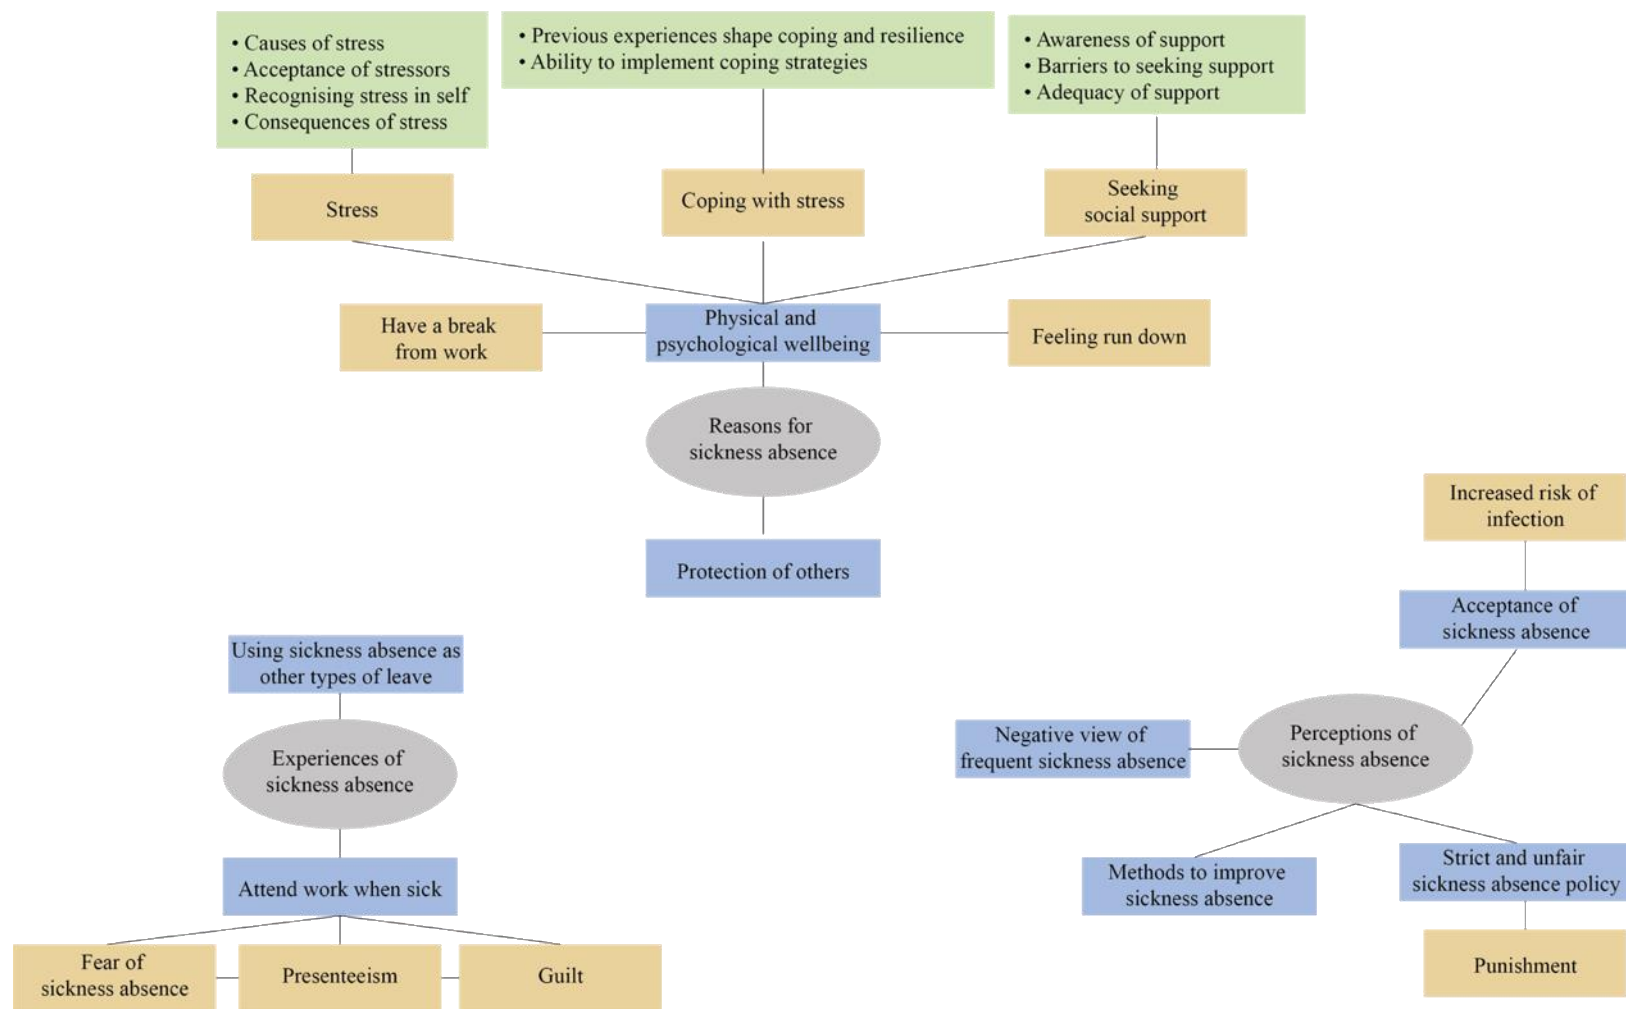 • Causes of stress
• Acceptance of stressors
• Recognising stress in self
• Consequences of stress
• Previous experiences shape coping and resilience
• Ability to implement coping strategies
• Awareness of support
• Barriers to seeking support
• Adequacy of support
Stress
Coping with stress
Seeking
social support
Have a break
from work
Physical and
psychological wellbeing
Feeling run down
Reasons for
sickness absence
Protection of others
Increased risk of
infection
Acceptance of
sickness absence
Using sickness absence as
other types of leave
Experiences of
sickness absence
Negative view of
frequent sickness absence
Perceptions of
sickness absence
Attend work when sick
Methods to improve
sickness absence
Strict and unfair
sickness absence policy
Fear of
sickness absence
Presenteeism
Guilt
Punishment